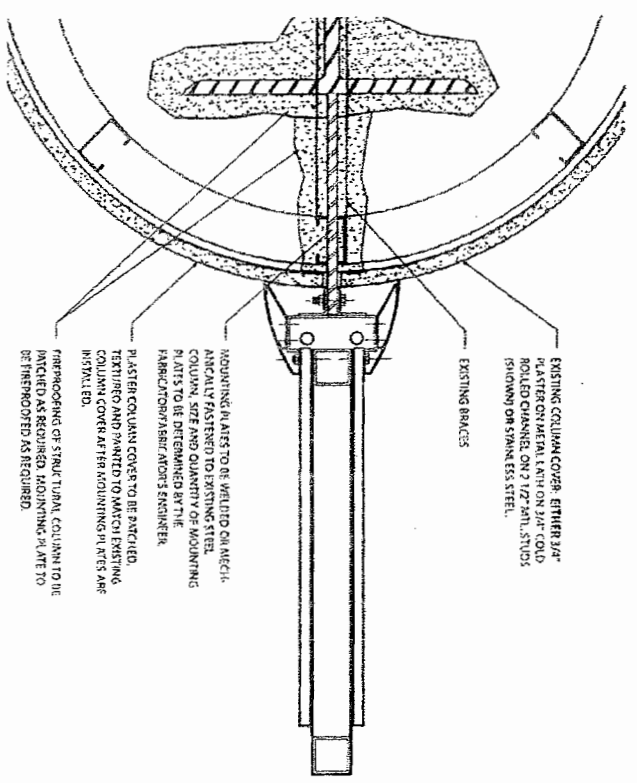 EXISTING COLUMN COVER: EITHER 3/4"
PLASTER ON METAL LATH ON 3/4" COLD
ROLLED CHANNEL ON 2 1/2" MTL. STUDS
(SHOWN) OR STAINLESS STEEL.
EXISTING BRACES
MOUNTING PLATES TO BE WELDED OR MECH-
ANICALLY FASTENED TO EXISTING STEEL
COLUMN, SIZE AND QUANTITY OF MOUNTING
PLATES TO BE DETERMINED BY THE
FABRICATOR/FABRICATOR'S ENGINEER.
PLASTER COLUMN COVER TO BE PATCHED,
TEXTURED AND PAINTED TO MATCH EXISTING
COLUMN COVER AFTER MOUNTING PLATES ARE
INSTALLED.
FIREPROOFING OF STRUCTURAL COLUMN TO BE
PATCHED AS REQUIRED. MOUNTING PLATE TO
BE FIREPROOFED AS REQUIRED.